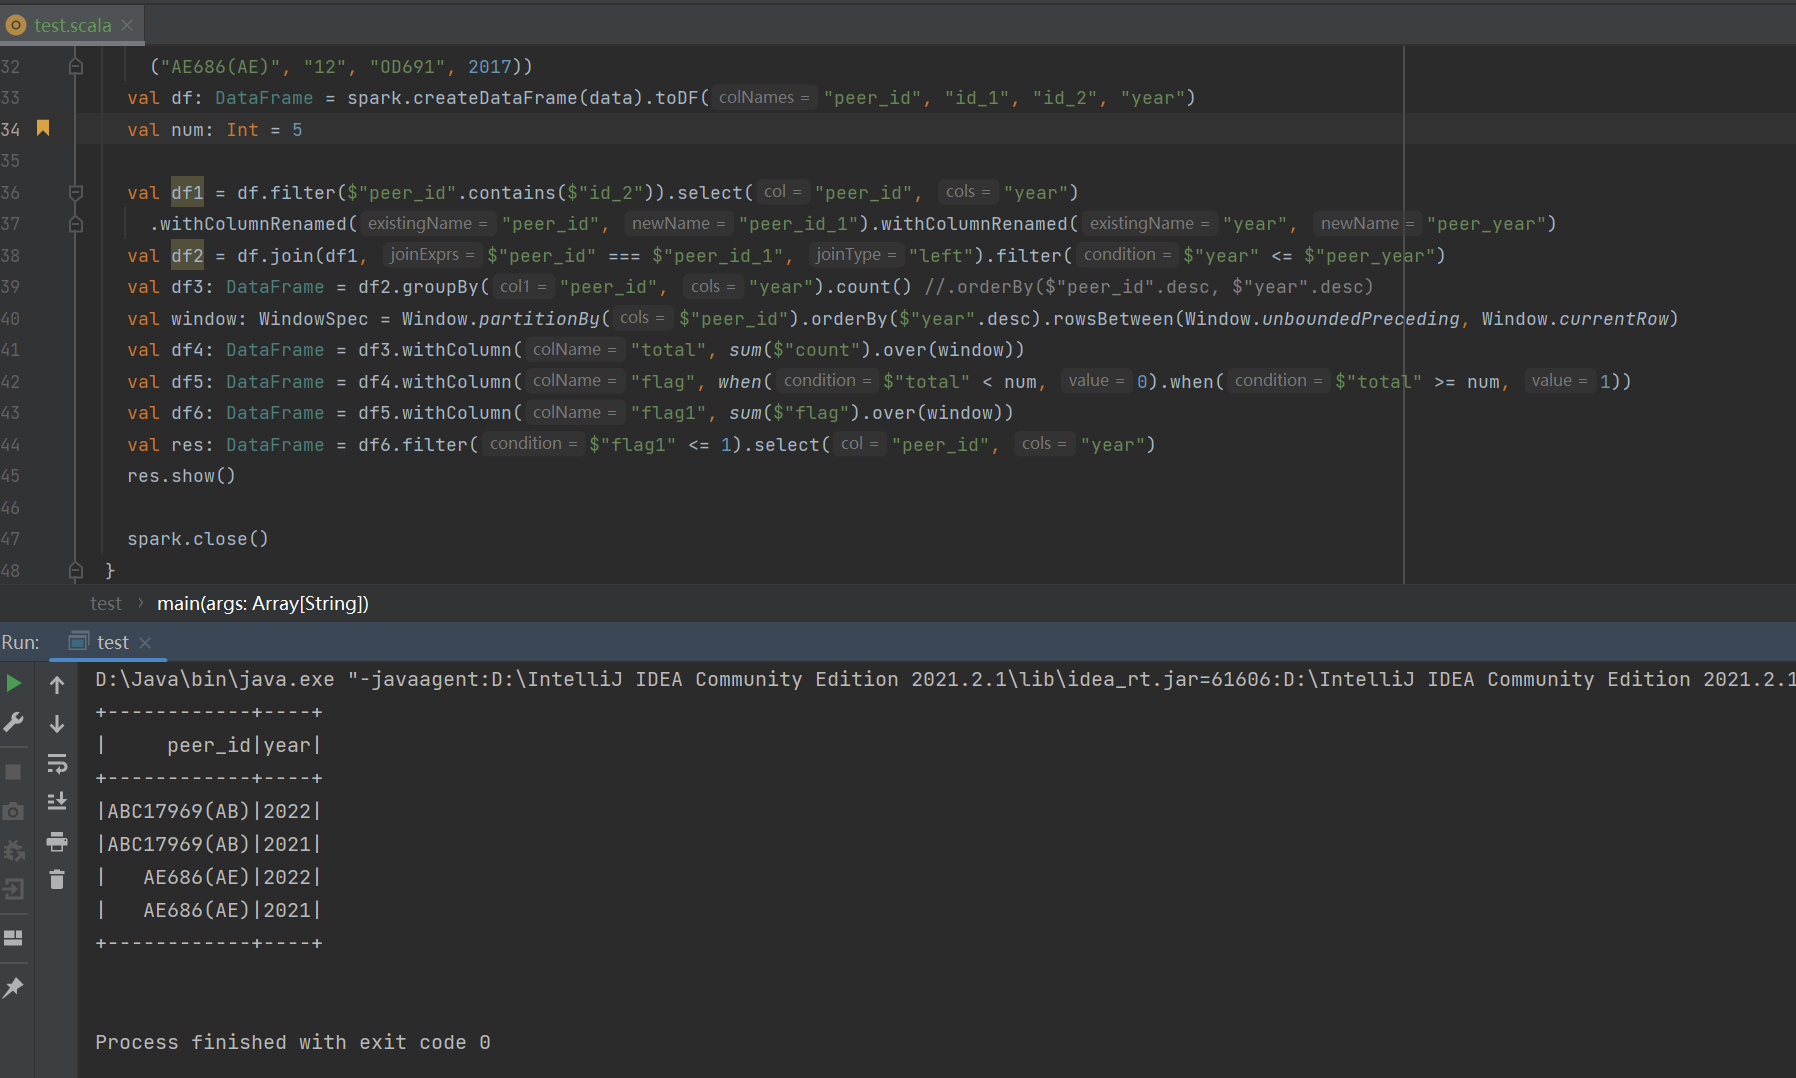 test.scala
32 ("AE686(AE)", "12", "OD691", 2017))
33 val df: DataFrame = spark.createDataFrame(data).toDF( colNames = "peer_id", "id_1", "id_2", "year")
34 val num: Int = 5
35
36 val df1 = df.filter($"peer_id".contains($"id_2")).select( col = "peer_id", cols = "year")
37 .withColumnRenamed( existingName = "peer_id", newName = "peer_id_1").withColumnRenamed( existingName = "year", newName = "peer_year")
38 val df2 = df.join(df1, joinExprs = $"peer_id" === $"peer_id_1", joinType = "left").filter( condition = $"year" <= $"peer_year")
39 val df3: DataFrame = df2.groupBy( col1 = "peer_id", cols = "year").count() //.orderBy($"peer_id".desc, $"year".desc)
40 val window: WindowSpec = Window.partitionBy( cols = $"peer_id").orderBy($"year".desc).rowsBetween(Window.unboundedPreceding, Window.currentRow)
41 val df4: DataFrame = df3.withColumn( colName = "total", sum($"count").over(window))
42 val df5: DataFrame = df4.withColumn( colName = "flag", when( condition = $"total" < num, value = 0).when( condition = $"total" >= num, value = 1))
43 val df6: DataFrame = df5.withColumn( colName = "flag1", sum($"flag").over(window))
44 val res: DataFrame = df6.filter( condition = $"flag1" <= 1).select( col = "peer_id", cols = "year")
45 res.show()
46
47 spark.close()
48 }
test › main(args: Array[String])
Run: test
D:\Java\bin\java.exe "-javaagent:D:\IntelliJ IDEA Community Edition 2021.2.1\lib\idea_rt.jar=61606:D:\IntelliJ IDEA Community Edition 2021.2.1
+------------+----+
|     peer_id|year|
+------------+----+
|ABC17969(AB)|2022|
|ABC17969(AB)|2021|
|   AE686(AE)|2022|
|   AE686(AE)|2021|
+------------+----+
Process finished with exit code 0